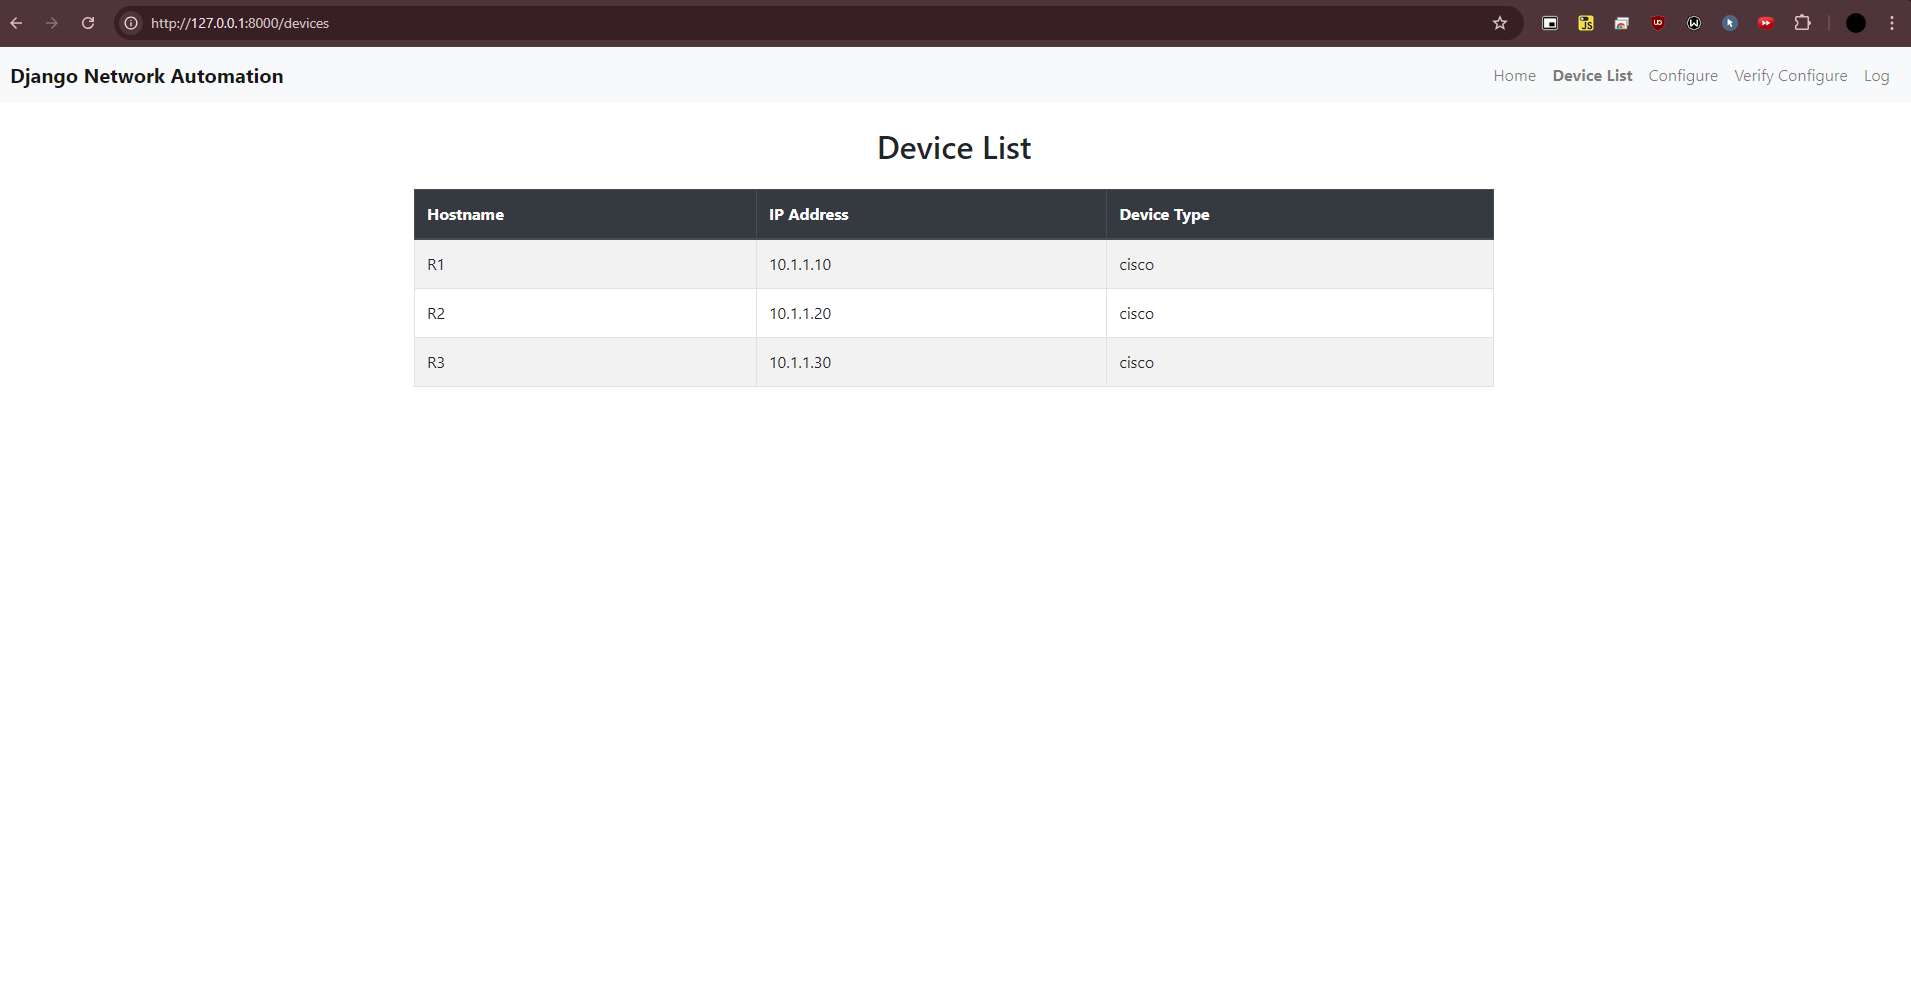 http://127.0.0.1:8000/devices
JS
UD
W
Django Network Automation
Home Device List Configure Verify Configure Log
Device List
Hostname IP Address Device Type
R1 10.1.1.10 cisco
R2 10.1.1.20 cisco
R3 10.1.1.30 cisco